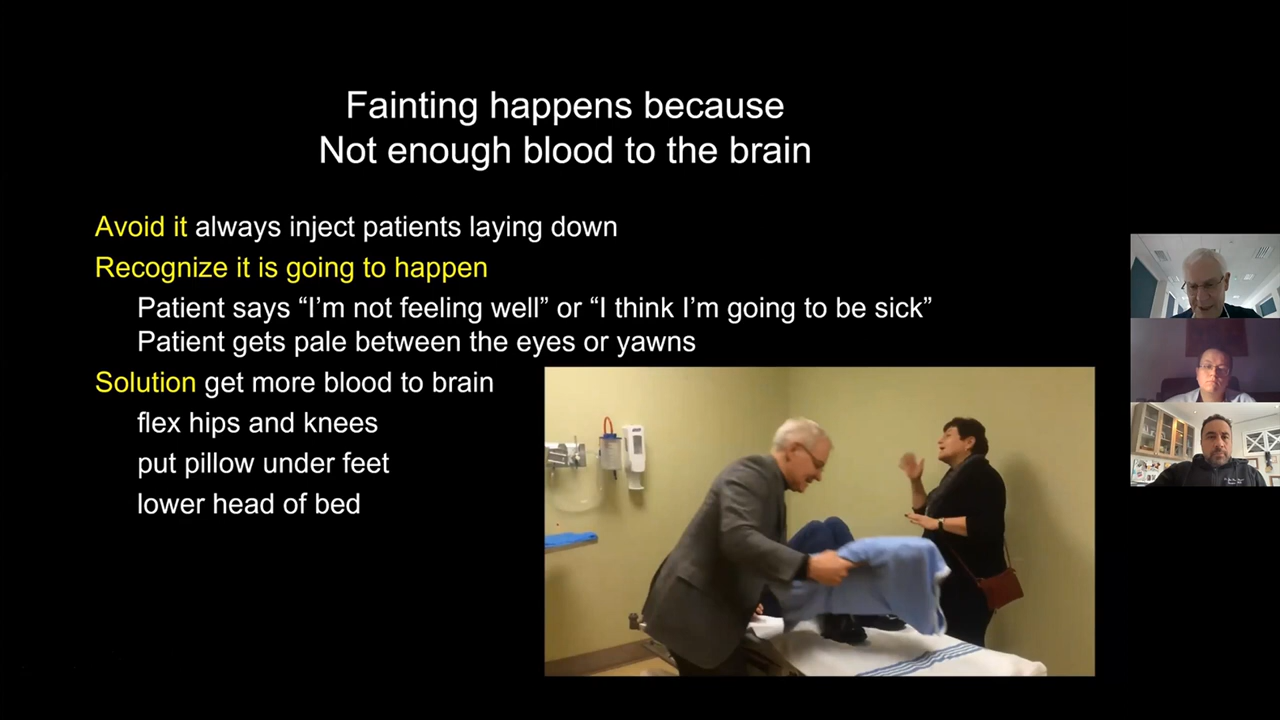 Fainting happens because
Not enough blood to the brain
Avoid it always inject patients laying down
Recognize it is going to happen
Patient says “I’m not feeling well” or “I think I’m going to be sick”
Patient gets pale between the eyes or yawns
Solution get more blood to brain
flex hips and knees
put pillow under feet
lower head of bed